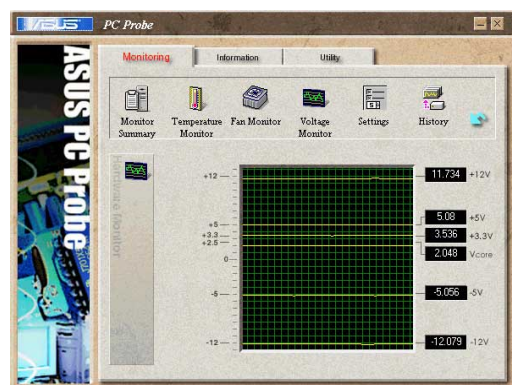 ASUS PC Probe
Monitoring Information Utility
Monitor Summary
Temperature Monitor
Fan Monitor
Voltage Monitor
Settings
History
ASUS PC Probe
Hardware Monitor
+12
+5
+3.3
+2.5
0
-5
-12
11.734 +12V
5.08 +5V
3.536 +3.3V
2.048 Vcore
-5.056 -5V
-12.079 -12V